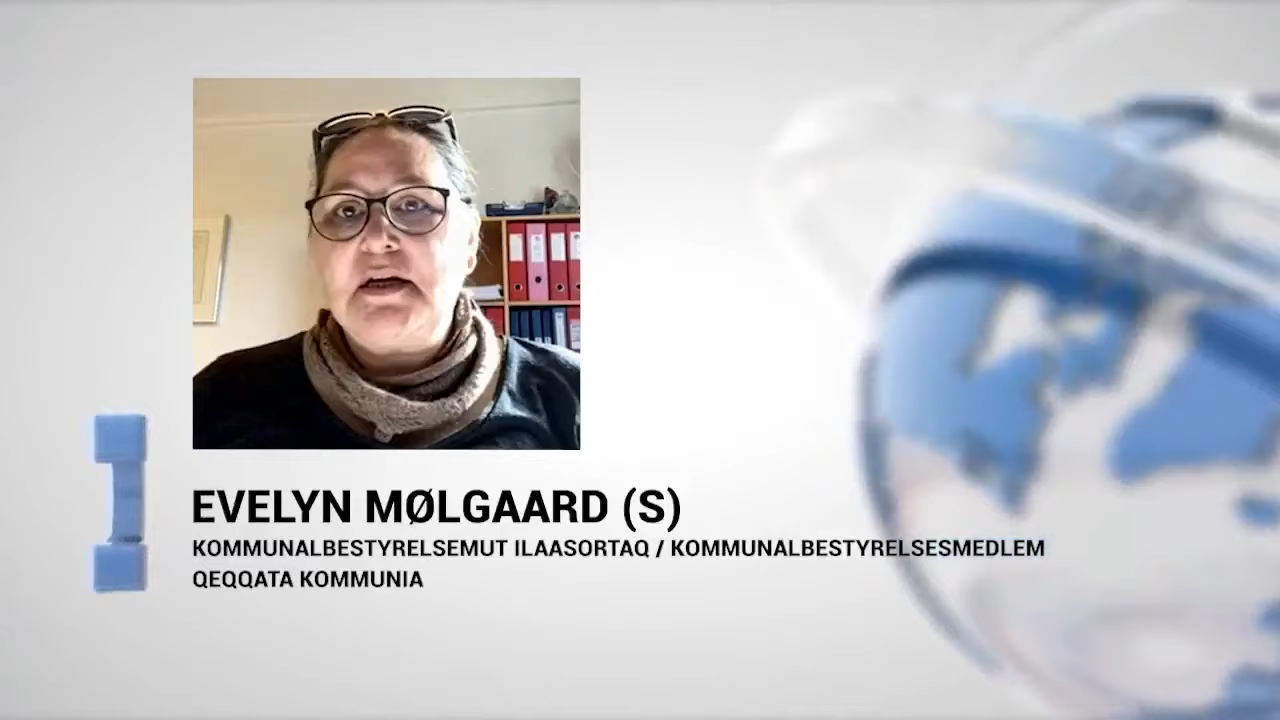 EVELYN MØLGAARD (S)
KOMMUNALBESTYRELSEMUT ILAASORTAQ / KOMMUNALBESTYRELSESMEDLEM
QEQQATA KOMMUNIA